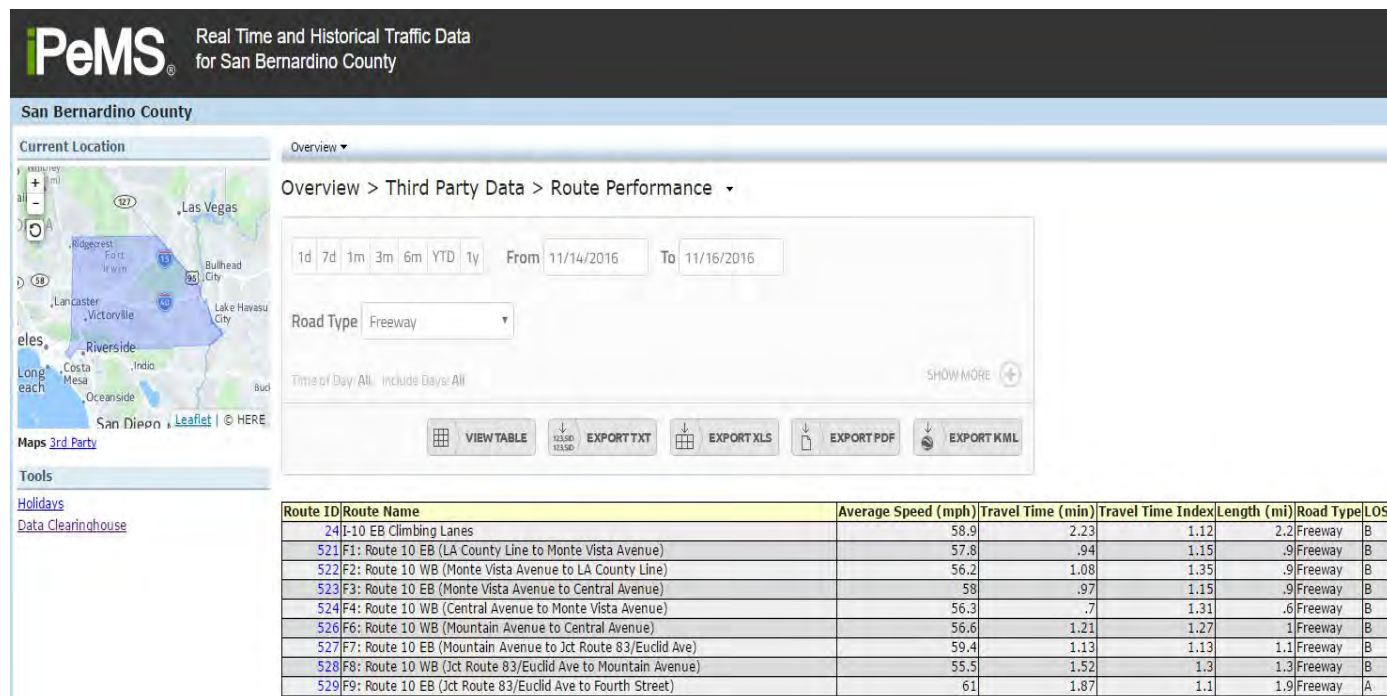 iPeMS®
Real Time and Historical Traffic Data
for San Bernardino County
San Bernardino County
Current Location
+
-
127
Las Vegas
Ridgecrest
Fort
Irwin
15
Bullhead
City
95
58
40
Lancaster
Victorville
Lake Havasu
City
eles
Riverside
Long
each
Costa
Mesa
Indio
Oceanside
San Diego
Leaflet | © HERE
Maps 3rd Party
Tools
Holidays
Data Clearinghouse
Overview
Overview > Third Party Data > Route Performance
1d 7d 1m 3m 6m YTD 1y From 11/14/2016 To 11/16/2016
Road Type Freeway
Time of Day: All Include Days: All
SHOW MORE
VIEW TABLE EXPORT TXT EXPORT XLS EXPORT PDF EXPORT KML
Route ID Route Name Average Speed (mph) Travel Time (min) Travel Time Index Length (mi) Road Type LOS
24 I-10 EB Climbing Lanes 58.9 2.23 1.12 2.2 Freeway B
521 F1: Route 10 EB (LA County Line to Monte Vista Avenue) 57.8 .94 1.15 .9 Freeway B
522 F2: Route 10 WB (Monte Vista Avenue to LA County Line) 56.2 1.08 1.35 .9 Freeway B
523 F3: Route 10 EB (Monte Vista Avenue to Central Avenue) 58 .97 1.15 .9 Freeway B
524 F4: Route 10 WB (Central Avenue to Monte Vista Avenue) 56.3 .7 1.31 .6 Freeway B
526 F6: Route 10 WB (Mountain Avenue to Central Avenue) 56.6 1.21 1.27 1 Freeway B
527 F7: Route 10 EB (Mountain Avenue to Jct Route 83/Euclid Ave) 59.4 1.13 1.13 1.1 Freeway B
528 F8: Route 10 WB (Jct Route 83/Euclid Ave to Mountain Avenue) 55.5 1.52 1.3 1.3 Freeway B
529 F9: Route 10 EB (Jct Route 83/Euclid Ave to Fourth Street) 61 1.87 1.1 1.9 Freeway A